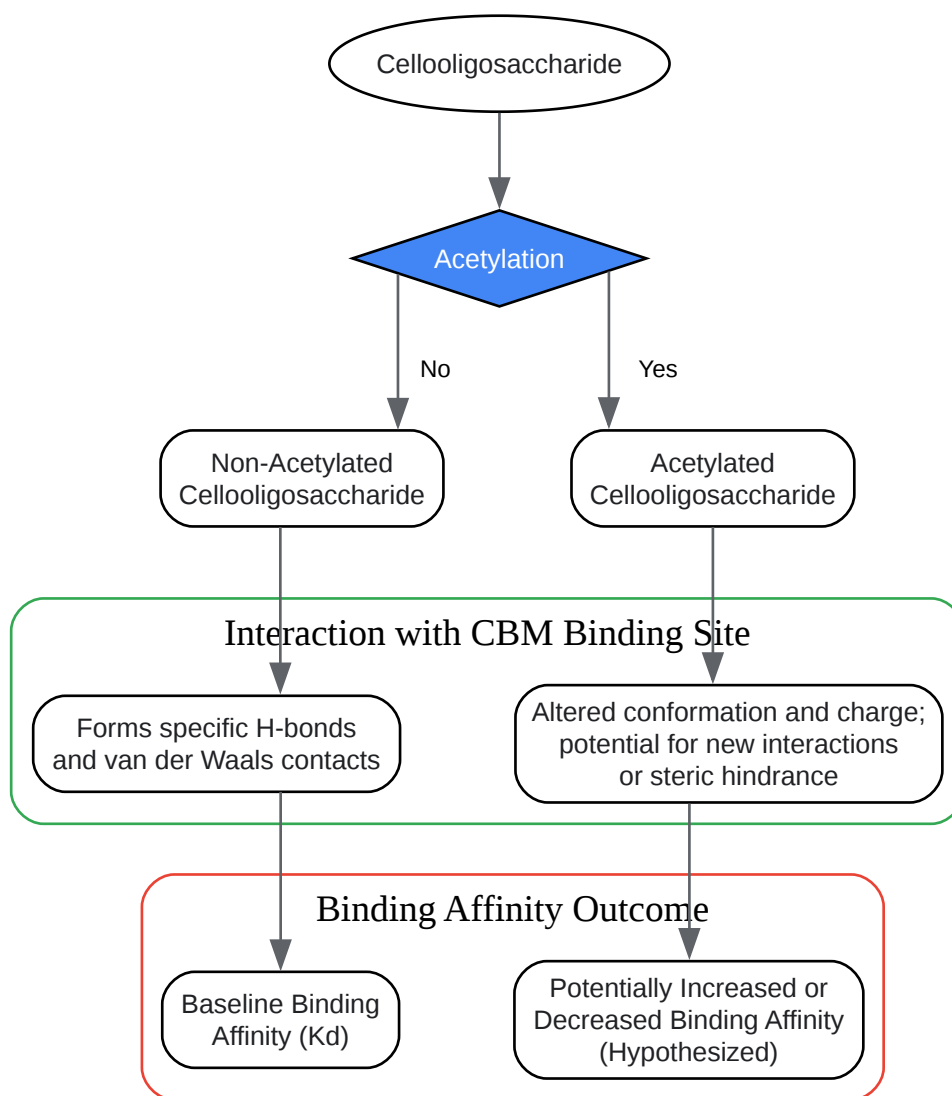 Cellooligosaccharide
Acetylation
No
Yes
Non-Acetylated
Cellooligosaccharide
Acetylated
Cellooligosaccharide
Interaction with CBM Binding Site
Forms specific H-bonds
and van der Waals contacts
Altered conformation and charge;
potential for new interactions
or steric hindrance
Binding Affinity Outcome
Baseline Binding
Affinity (Kd)
Potentially Increased or
Decreased Binding Affinity
(Hypothesized)